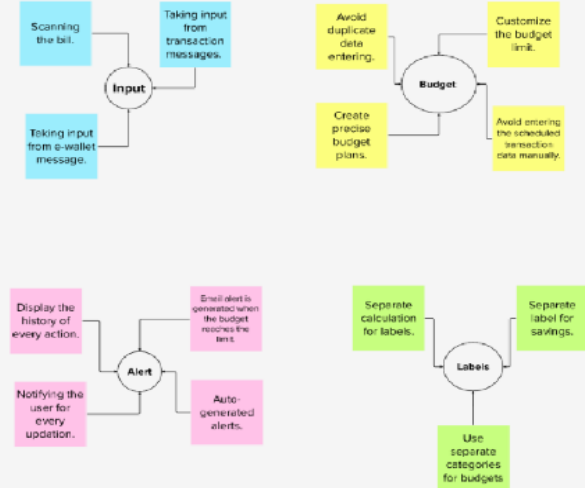 Scanning
the bill.
Taking input
from
transaction
messages.
Input
Taking input
from e-wallet
message.
Avoid
duplicate
data
entering.
Customize
the budget
limit.
Budget
Create
precise
budget
plans.
Avoid entering
the scheduled
transaction
data manually.
Display the
history of
every action.
Email alert is
generated when
the budget
reaches the
limit.
Alert
Notifying the
user for
every
updation.
Auto-
generated
alerts.
Separate
calculation
for labels.
Separate
label for
savings.
Labels
Use
separate
categories
for budgets